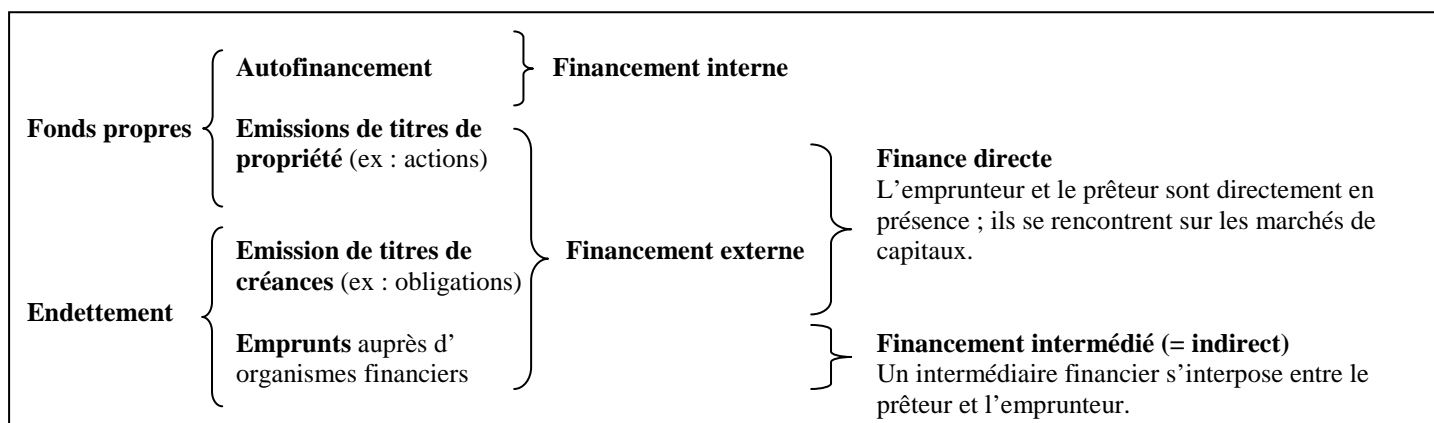 Autofinancement
Financement interne
Fonds propres
Emissions de titres de
propriété (ex : actions)
Finance directe
L’emprunteur et le prêteur sont directement en
présence ; ils se rencontrent sur les marchés de
capitaux.
Emission de titres de
créances (ex : obligations)
Financement externe
Endettement
Emprunts auprès d’
organismes financiers
Financement intermédié (= indirect)
Un intermédiaire financier s’interpose entre le
prêteur et l’emprunteur.